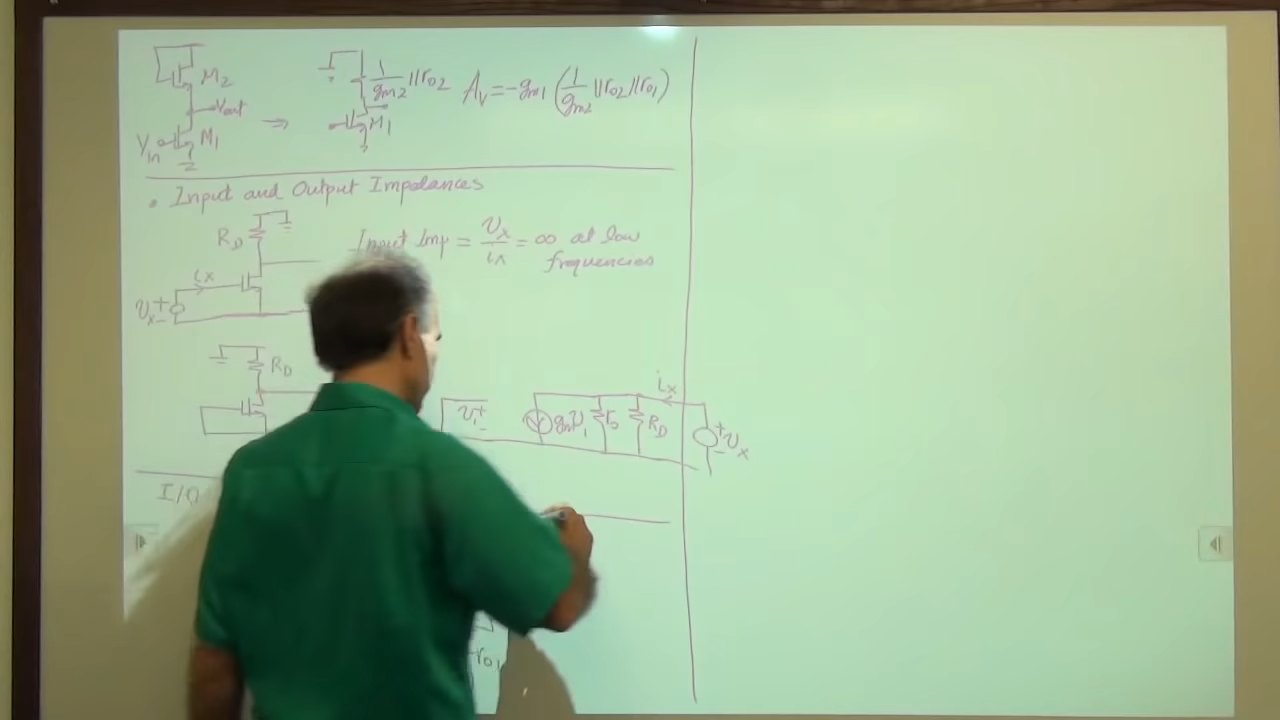 M2
1/gm2 || ro2
Av = -gm1 (1/gm2 || ro2 || ro1)
Vout
⇒
Vin
M1
M1
• Input and Output Impedances
RD
Input Imp = vx/ix = ∞ at low
frequencies
ix
vx
+
-
RD
ix
v1
+
-
gmv1
ro
RD
+
vx
-
I/O
ro1